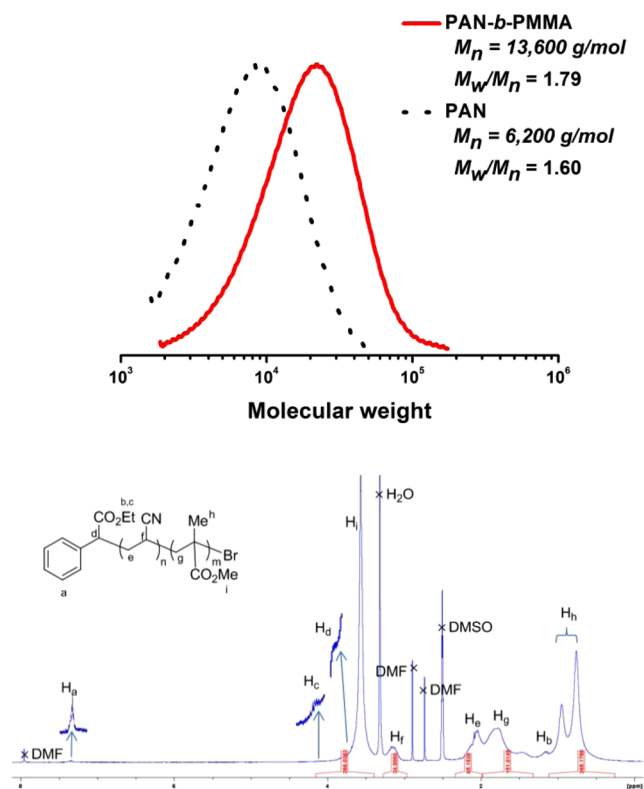 PAN-b-PMMA
Mn = 13,600 g/mol
Mw/Mn = 1.79
PAN
Mn = 6,200 g/mol
Mw/Mn = 1.60
10³ 10⁴ 10⁵ 10⁶
Molecular weight
b,c
CO₂Et CN Meʰ
d f Br
e n g m
CO₂Me
a i
Hi
×H₂O
Hh
Hd
×DMSO
DMF×
Ha
Hc
×DMF
Hf
He
Hg
Hb
×DMF
8 6 4 2 [ppm]